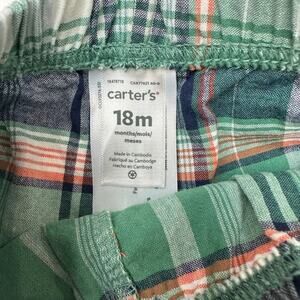 carter's®
18m
months/mois/
meses
Made in Cambodia
Fabriqué au Cambodge
Hecho en Camboya